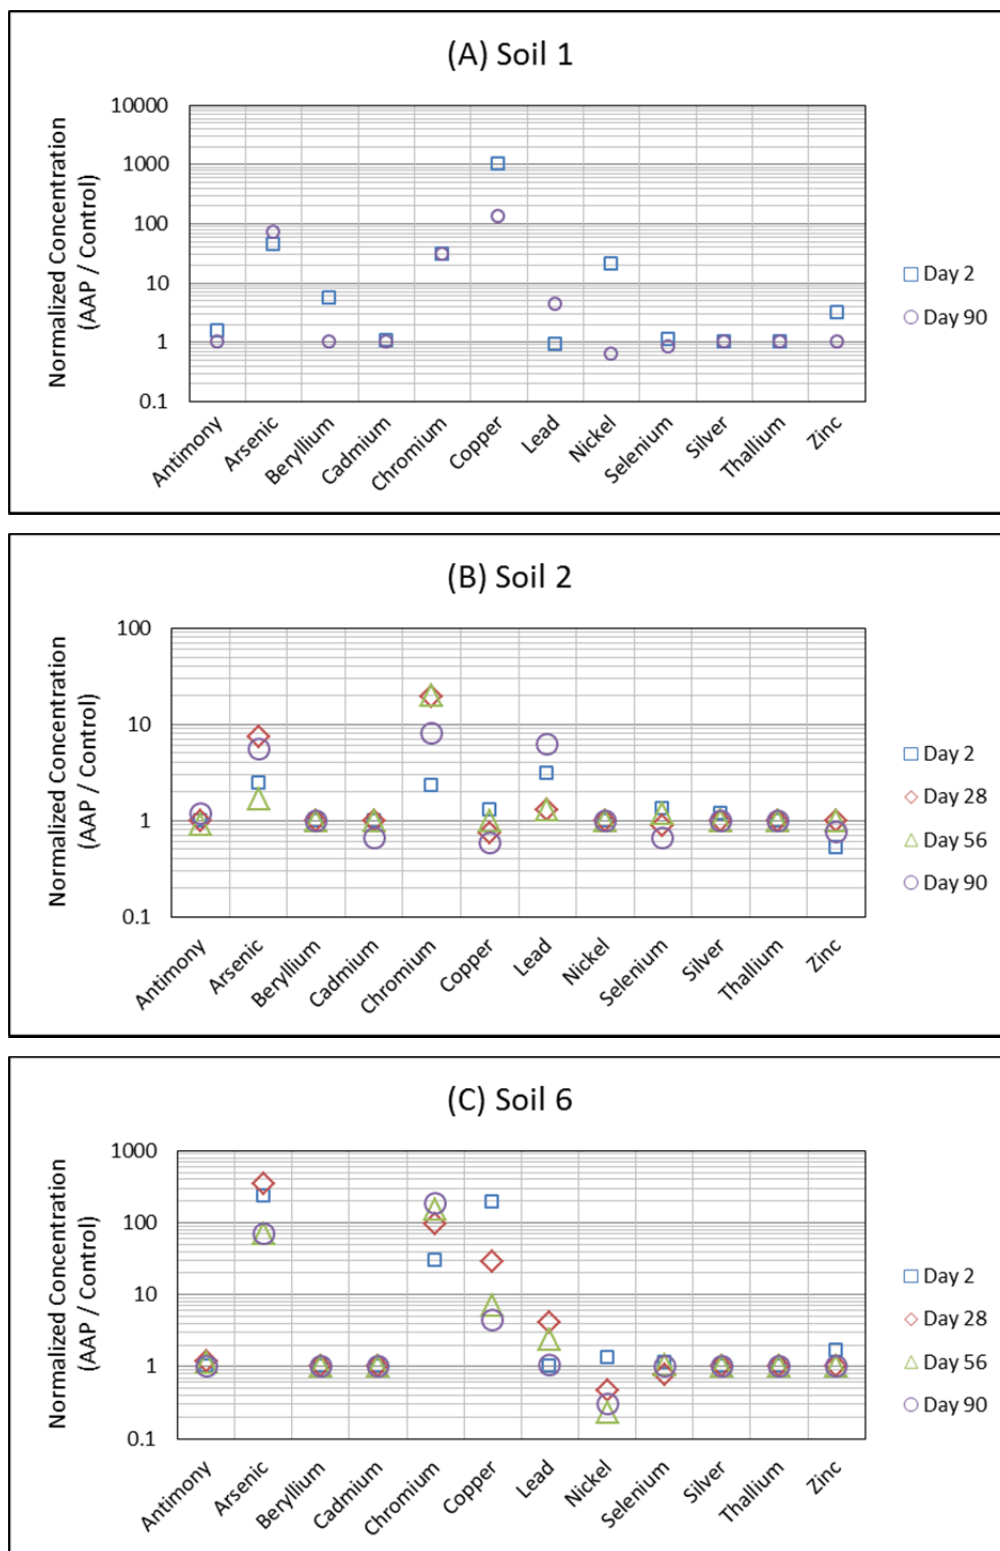 (A) Soil 1
Normalized Concentration
(AAP / Control)
10000
1000
100
10
1
0.1
Antimony
Arsenic
Beryllium
Cadmium
Chromium
Copper
Lead
Nickel
Selenium
Silver
Thallium
Zinc
Day 2
Day 90
(B) Soil 2
Normalized Concentration
(AAP / Control)
100
10
1
0.1
Antimony
Arsenic
Beryllium
Cadmium
Chromium
Copper
Lead
Nickel
Selenium
Silver
Thallium
Zinc
Day 2
Day 28
Day 56
Day 90
(C) Soil 6
Normalized Concentration
(AAP / Control)
1000
100
10
1
0.1
Antimony
Arsenic
Beryllium
Cadmium
Chromium
Copper
Lead
Nickel
Selenium
Silver
Thallium
Zinc
Day 2
Day 28
Day 56
Day 90